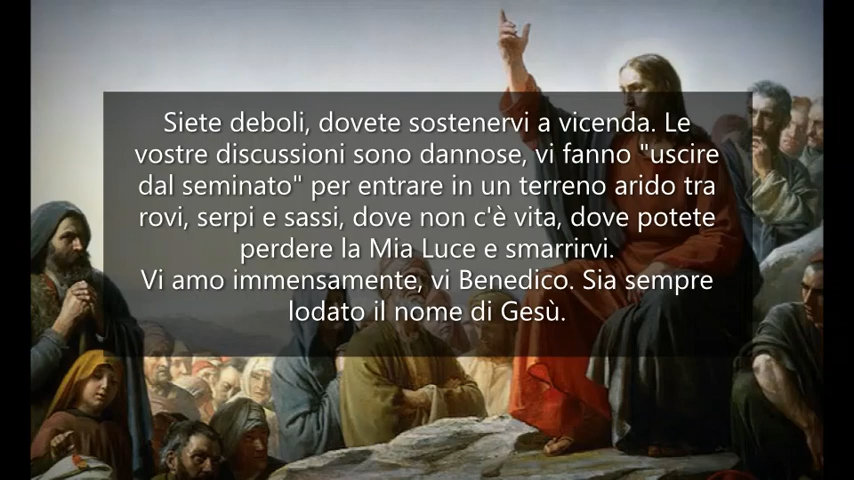 Siete deboli, dovete sostenervi a vicenda. Le
vostre discussioni sono dannose, vi fanno "uscire
dal seminato" per entrare in un terreno arido tra
rovi, serpi e sassi, dove non c'è vita, dove potete
perdere la Mia Luce e smarrirvi.
Vi amo immensamente, vi Benedico. Sia sempre
lodato il nome di Gesù.